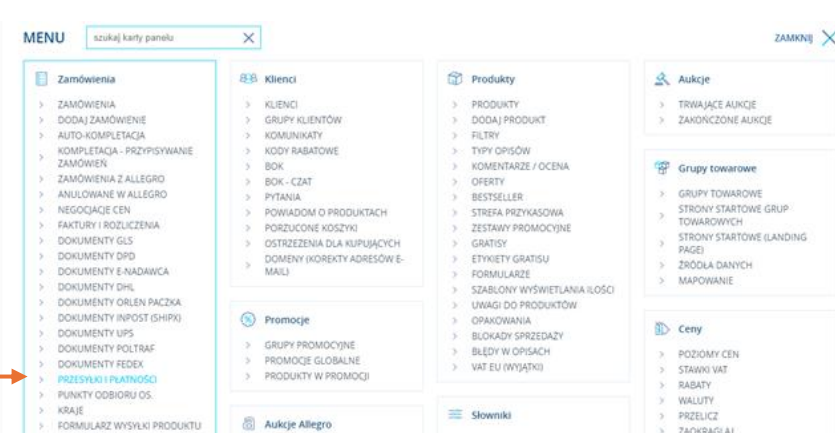 MENU
szukaj karty panelu
ZAMKNIJ
Zamówienia
ZAMÓWIENIA
DODAJ ZAMÓWIENIE
AUTO-KOMPLETACJA
KOMPLETACJA - PRZYPISYWANIE
ZAMÓWIEŃ
ZAMÓWIENIA Z ALLEGRO
ANULOWANE W ALLEGRO
NEGOCJACJE CEN
FAKTURY I ROZLICZENIA
DOKUMENTY GLS
DOKUMENTY DPD
DOKUMENTY E-NADAWCA
DOKUMENTY DHL
DOKUMENTY ORLEN PACZKA
DOKUMENTY INPOST (SHIPX)
DOKUMENTY UPS
DOKUMENTY POLTRAF
DOKUMENTY FEDEX
PRZESYŁKI I PŁATNOŚCI
PUNKTY ODBIORU OS.
KRAJE
FORMULARZ WYSYŁKI PRODUKTU
Klienci
KLIENCI
GRUPY KLIENTÓW
KOMUNIKATY
KODY RABATOWE
BOK
BOK - CZAT
PYTANIA
POWIADOM O PRODUKTACH
PORZUCONE KOSZYKI
OSTRZEŻENIA DLA KUPUJĄCYCH
DOMENY (KOREKTY ADRESÓW E-
MAIL)
Promocje
GRUPY PROMOCYJNE
PROMOCJE GLOBALNE
PRODUKTY W PROMOCJI
Aukcje Allegro
Produkty
PRODUKTY
DODAJ PRODUKT
FILTRY
TYPY OPISÓW
KOMENTARZE / OCENA
OFERTY
BESTSELLER
STREFA PRZYKASOWA
ZESTAWY PROMOCYJNE
GRATISY
ETYKIETY GRATISU
FORMULARZE
SZABLONY WYŚWIETLANIA ILOŚCI
UWAGI DO PRODUKTÓW
OPAKOWANIA
BLOKADY SPRZEDAŻY
BŁĘDY W OPISACH
VAT EU (WYJĄTKI)
Słowniki
Aukcje
TRWAJĄCE AUKCJE
ZAKOŃCZONE AUKCJE
Grupy towarowe
GRUPY TOWAROWE
STRONY STARTOWE GRUP
TOWAROWYCH
STRONY STARTOWE (LANDING
PAGE)
ŹRÓDŁA DANYCH
MAPOWANIE
Ceny
POZIOMY CEN
STAWKI VAT
RABATY
WALUTY
PRZELICZ
ZAOKRĄGLAJ